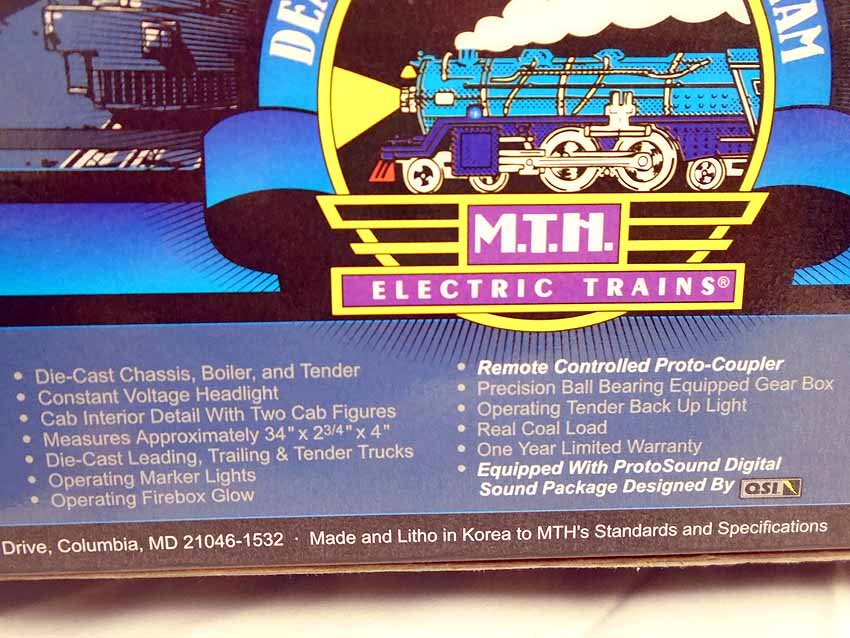 M.T.H.
ELECTRIC TRAINS®
• Die-Cast Chassis, Boiler, and Tender
• Constant Voltage Headlight
• Cab Interior Detail With Two Cab Figures
• Measures Approximately 34" x 2 3/4" x 4"
• Die-Cast Leading, Trailing & Tender Trucks
• Operating Marker Lights
• Operating Firebox Glow
• Remote Controlled Proto-Coupler
• Precision Ball Bearing Equipped Gear Box
• Operating Tender Back Up Light
• Real Coal Load
• One Year Limited Warranty
• Equipped With ProtoSound Digital
Sound Package Designed By QSI
Drive, Columbia, MD 21046-1532 · Made and Litho in Korea to MTH's Standards and Specifications